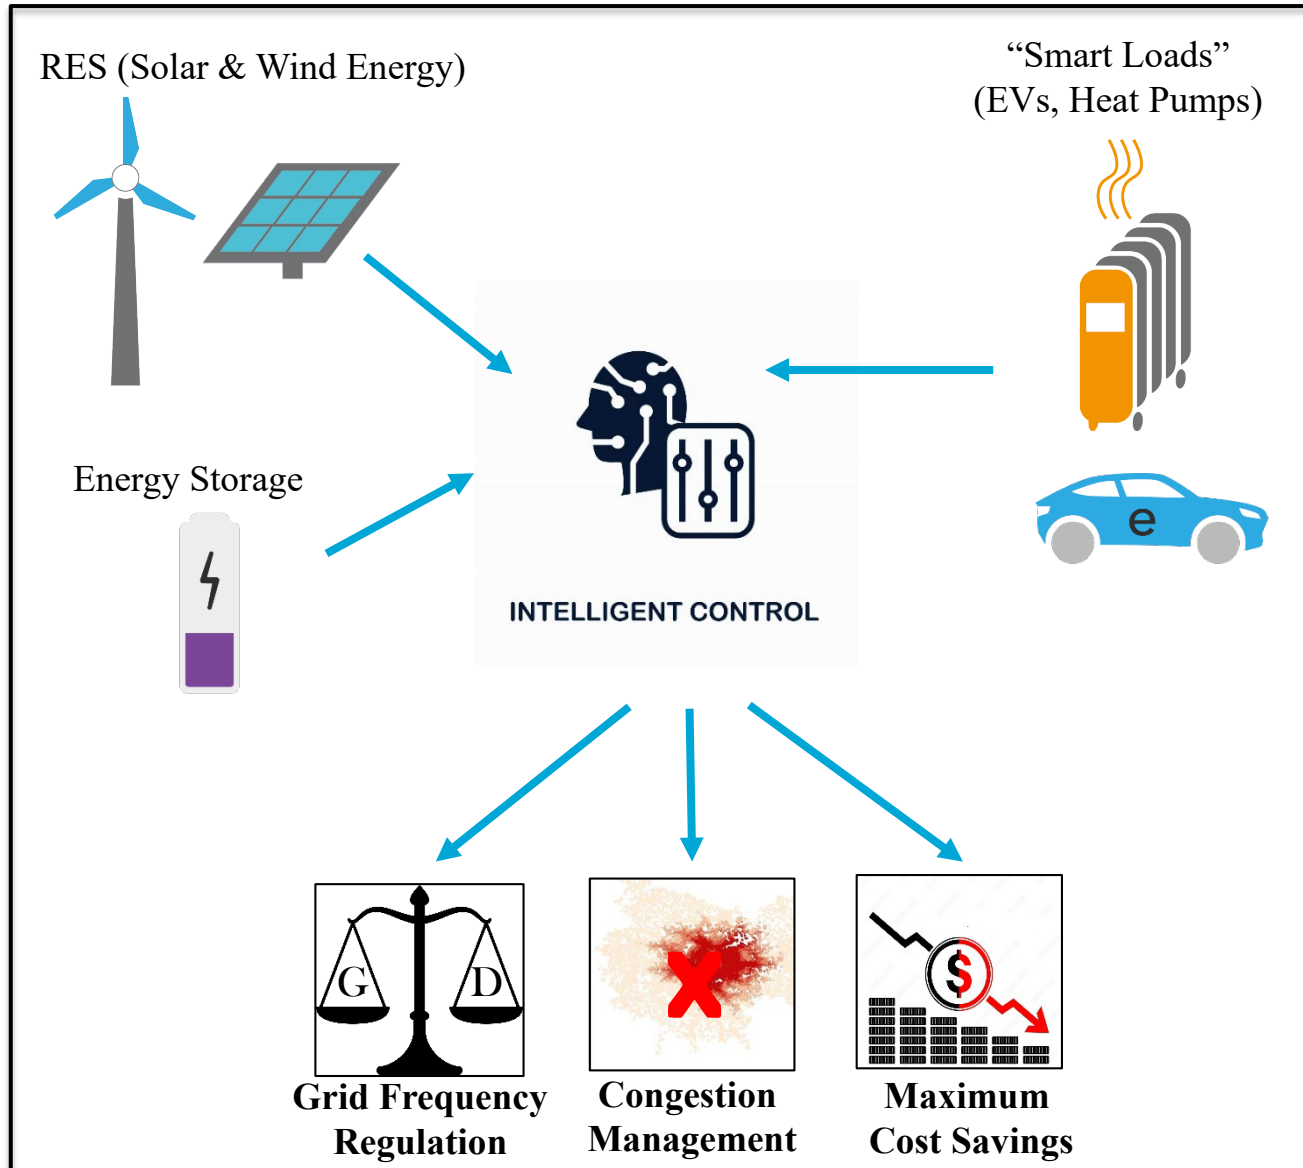 RES (Solar & Wind Energy)
“Smart Loads”
(EVs, Heat Pumps)
Energy Storage
e
INTELLIGENT CONTROL
G D
$
Grid Frequency
Regulation
Congestion
Management
Maximum
Cost Savings